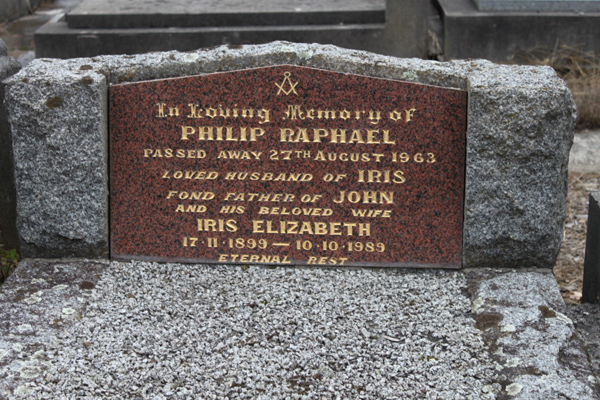 In Loving Memory of
PHILIP RAPHAEL
PASSED AWAY 27TH AUGUST 1963
LOVED HUSBAND OF IRIS
FOND FATHER OF JOHN
AND HIS BELOVED WIFE
IRIS ELIZABETH
17·11·1899 — 10·10·1989
ETERNAL REST